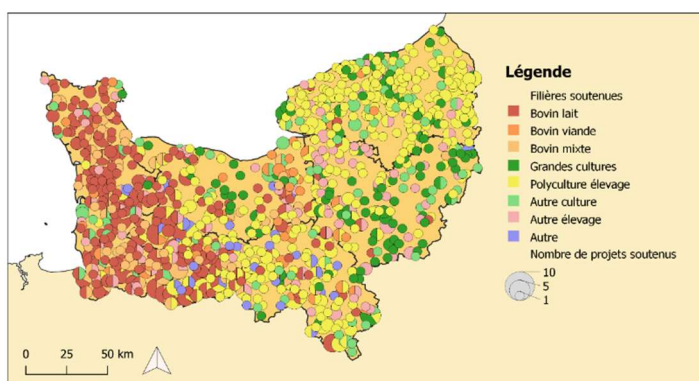 Légende
Filières soutenues
Bovin lait
Bovin viande
Bovin mixte
Grandes cultures
Polyculture élevage
Autre culture
Autre élevage
Autre
Nombre de projets soutenus
10
5
1
0 25 50 km